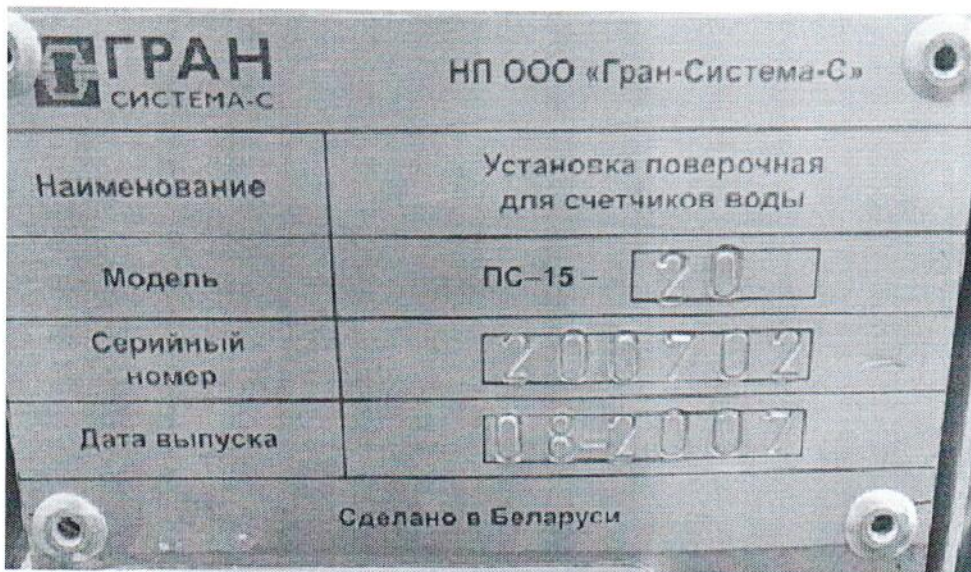 ГРАН
СИСТЕМА-С
НП ООО «Гран-Система-С»
Наименование
Установка поверочная
для счетчиков воды
Модель
ПС-15- 20
Серийный
номер
200702
Дата выпуска
08-2007
Сделано в Беларуси